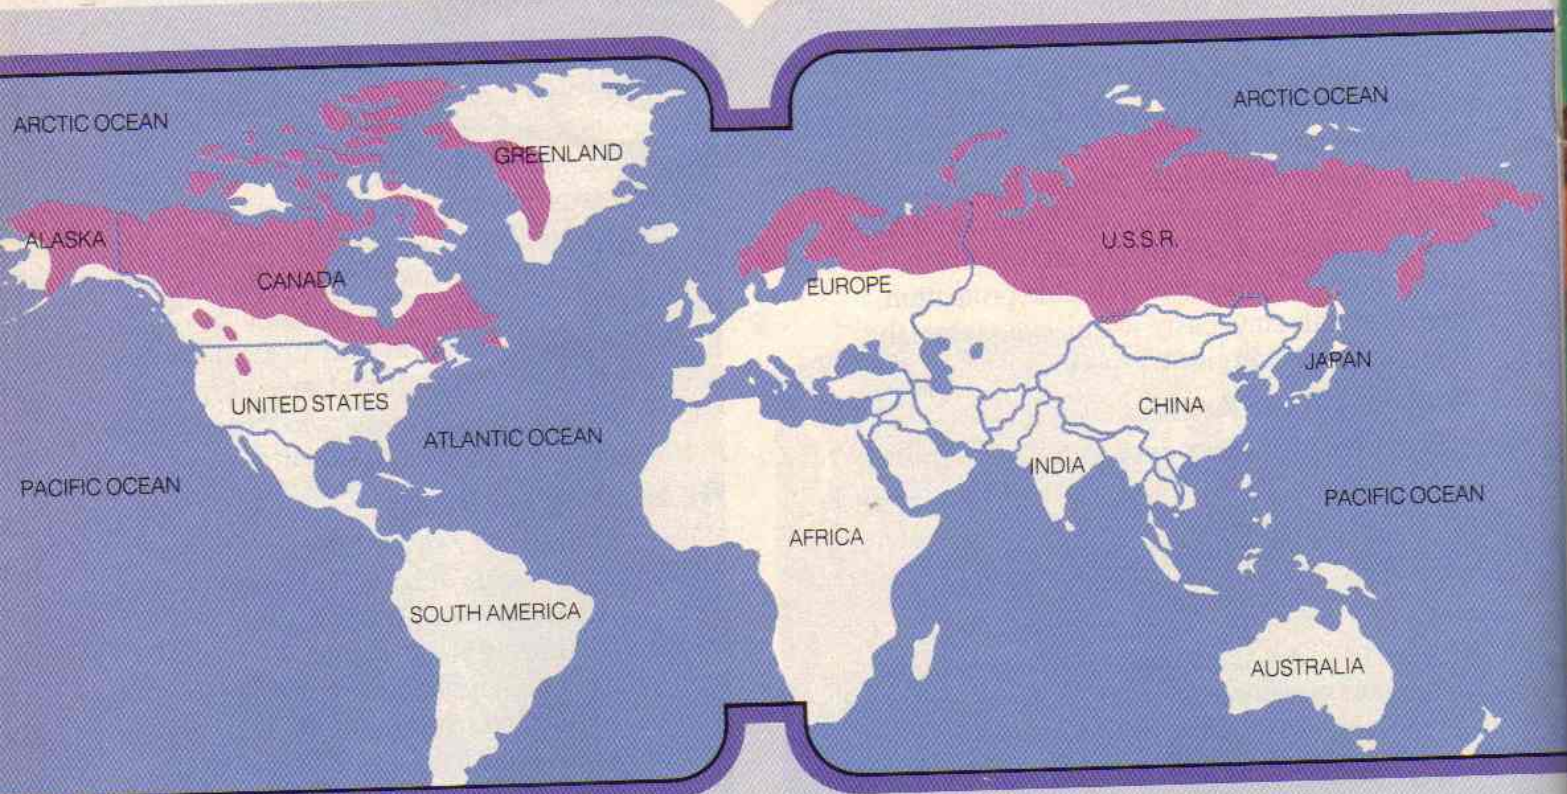 ARCTIC OCEAN
ARCTIC OCEAN
GREENLAND
ALASKA
U.S.S.R.
CANADA
EUROPE
JAPAN
UNITED STATES
CHINA
ATLANTIC OCEAN
INDIA
PACIFIC OCEAN
PACIFIC OCEAN
AFRICA
SOUTH AMERICA
AUSTRALIA